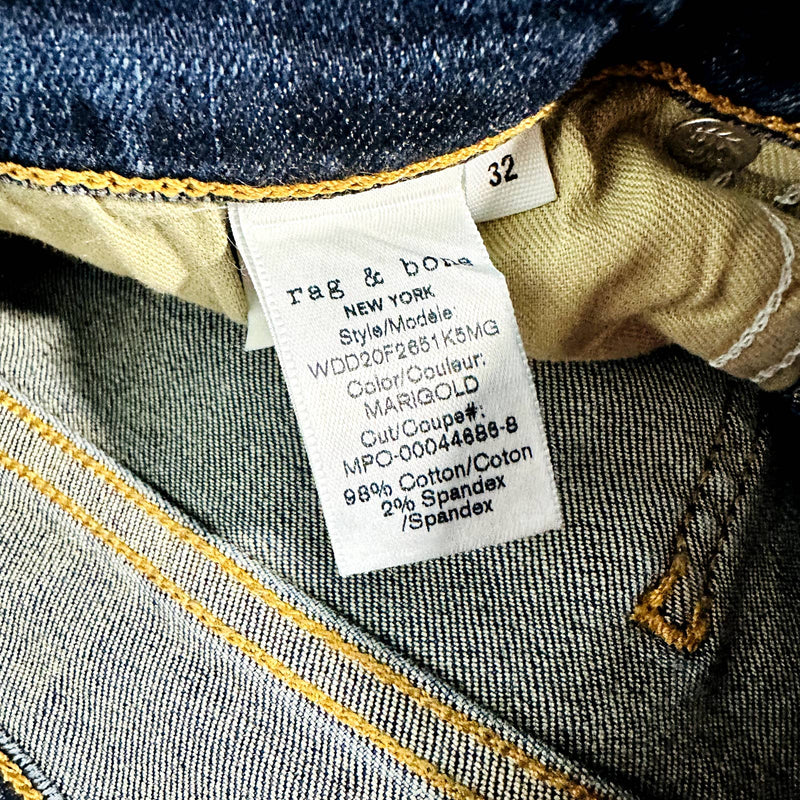 32
rag & bone
NEW YORK
Style/Modèle:
WDD20F2651K5MG
Color/Couleur:
MARIGOLD
Cut/Coupe#:
MPO-00044686-8
98% Cotton/Coton
2% Spandex
/Spandex